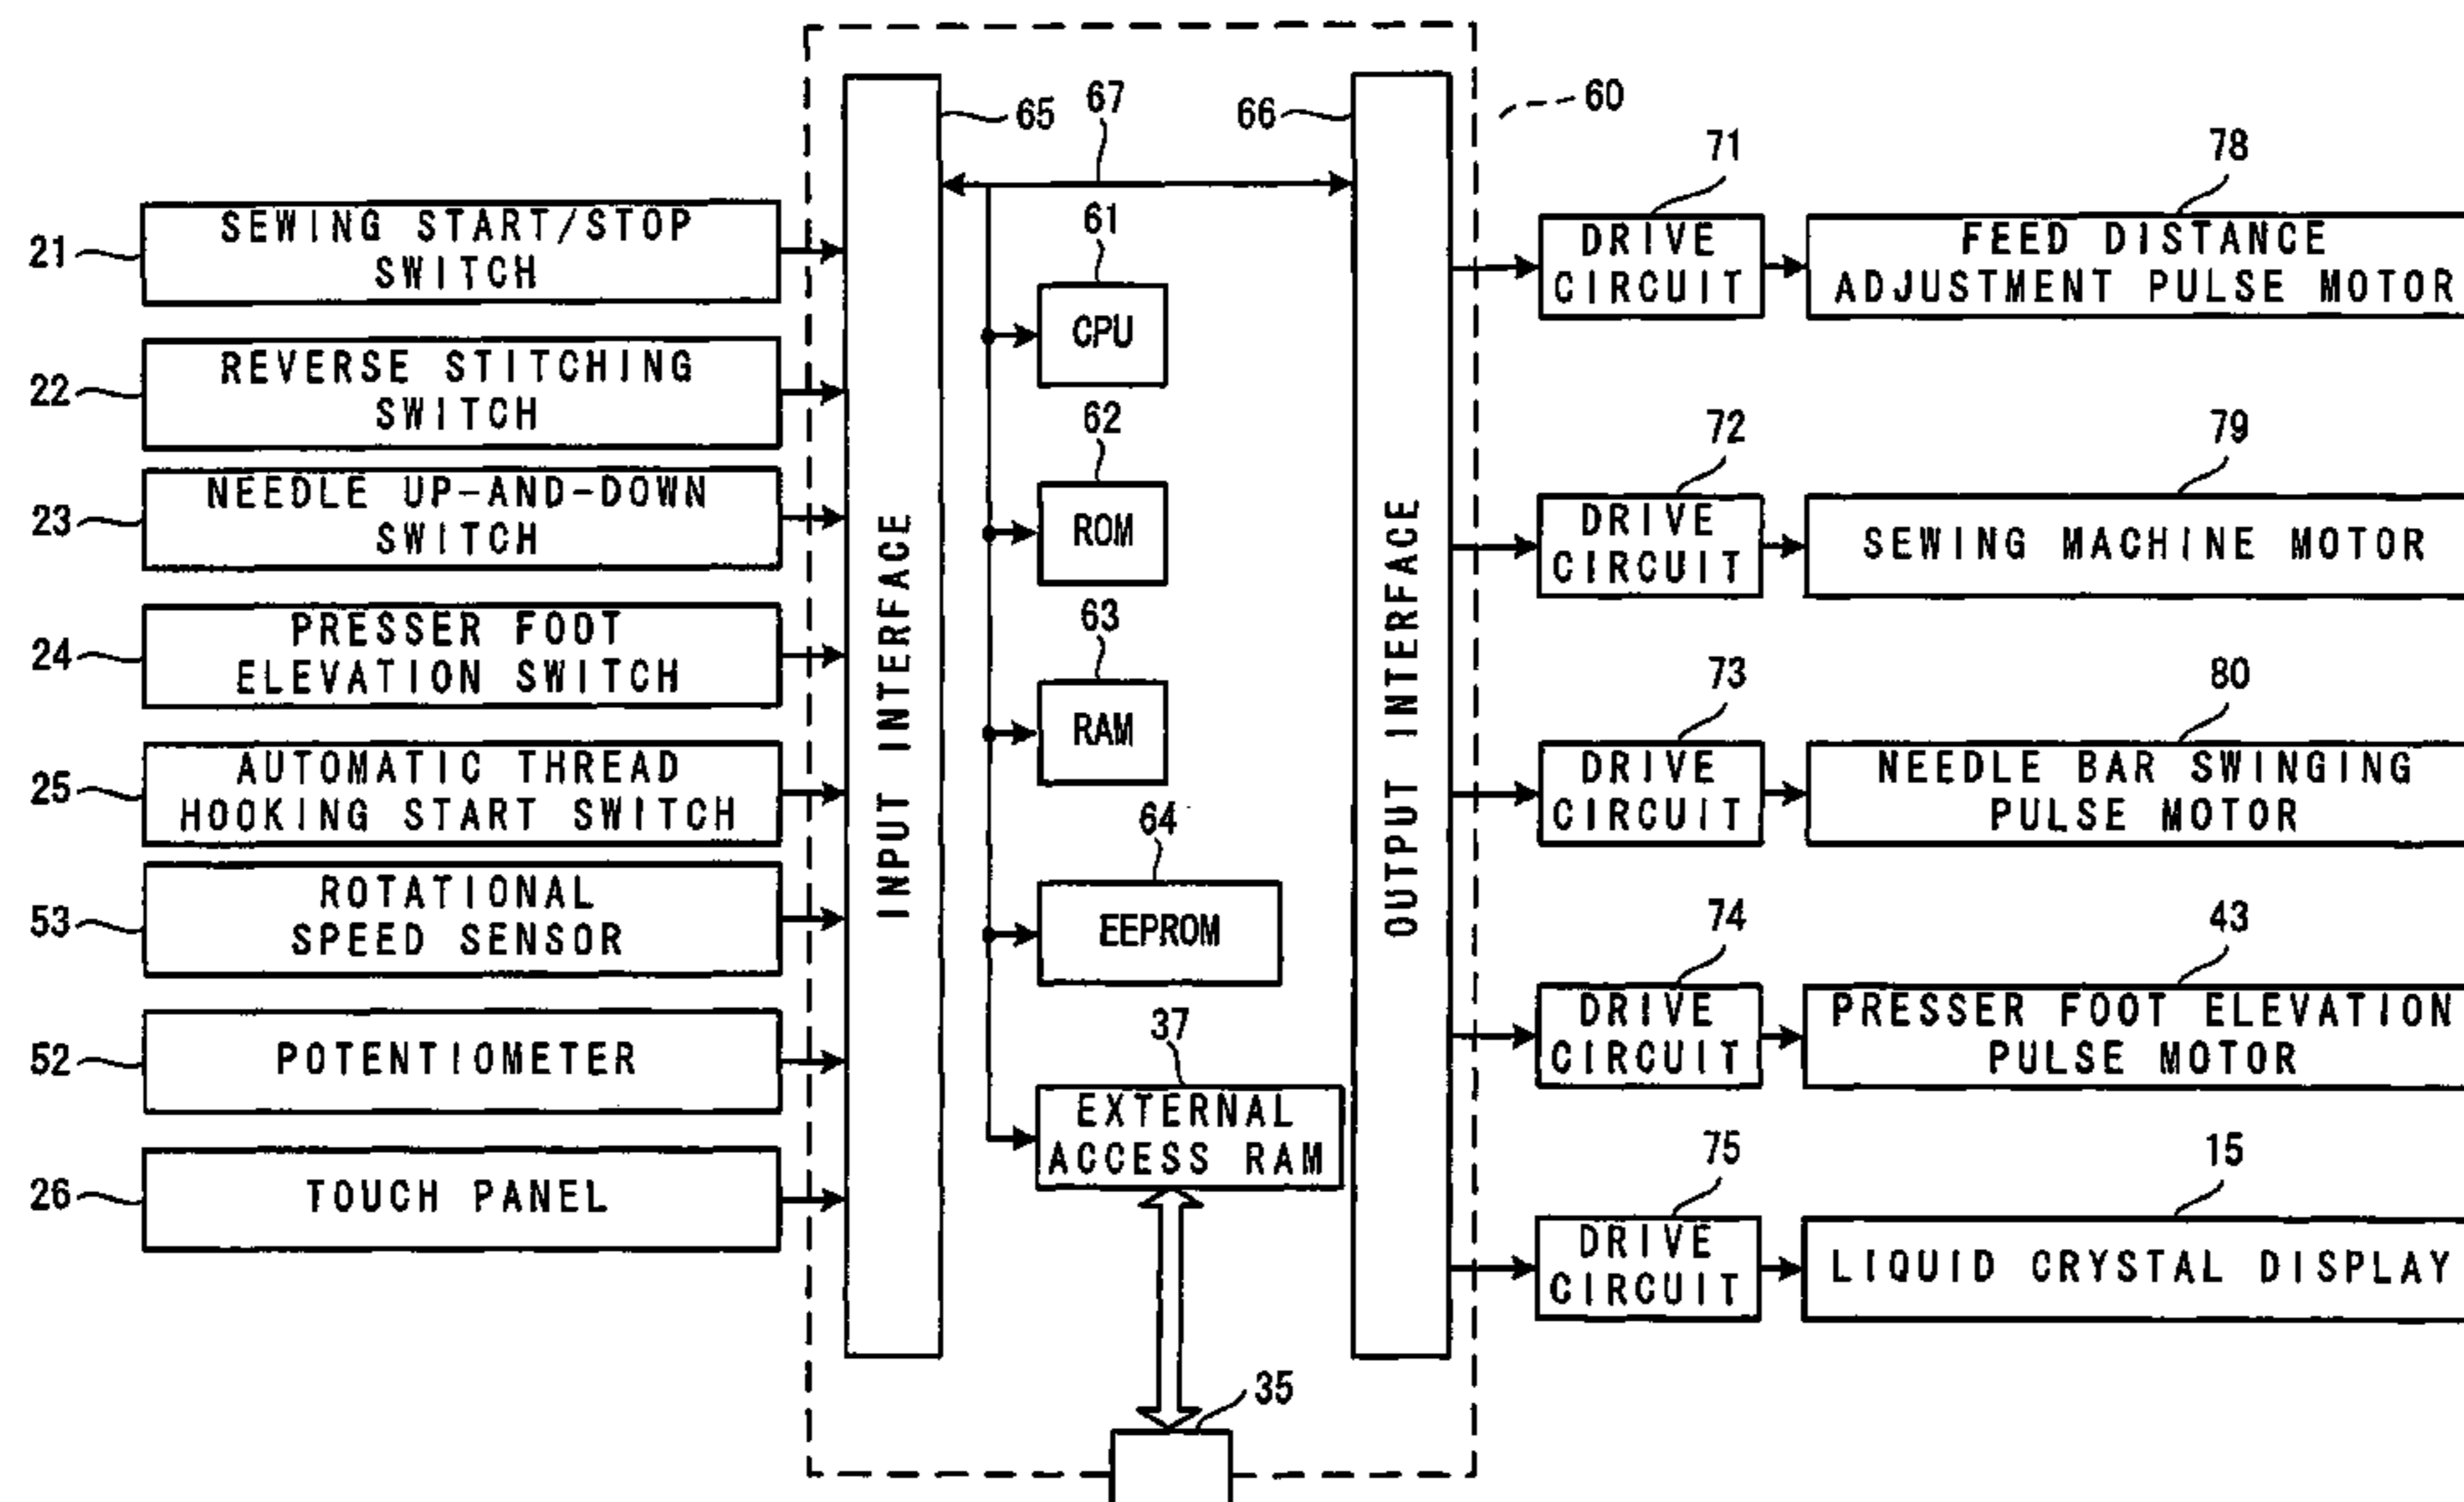 60
65
67
66
21
SEWING START/STOP
SWITCH
22
REVERSE STITCHING
SWITCH
23
NEEDLE UP-AND-DOWN
SWITCH
24
PRESSER FOOT
ELEVATION SWITCH
25
AUTOMATIC THREAD
HOOKING START SWITCH
53
ROTATIONAL
SPEED SENSOR
52
POTENTIOMETER
26
TOUCH PANEL
INPUT INTERFACE
61
CPU
62
ROM
63
RAM
64
EEPROM
37
EXTERNAL
ACCESS RAM
35
OUTPUT INTERFACE
71
DRIVE
CIRCUIT
78
FEED DISTANCE
ADJUSTMENT PULSE MOTOR
72
DRIVE
CIRCUIT
79
SEWING MACHINE MOTOR
73
DRIVE
CIRCUIT
80
NEEDLE BAR SWINGING
PULSE MOTOR
74
DRIVE
CIRCUIT
43
PRESSER FOOT ELEVATION
PULSE MOTOR
75
DRIVE
CIRCUIT
15
LIQUID CRYSTAL DISPLAY